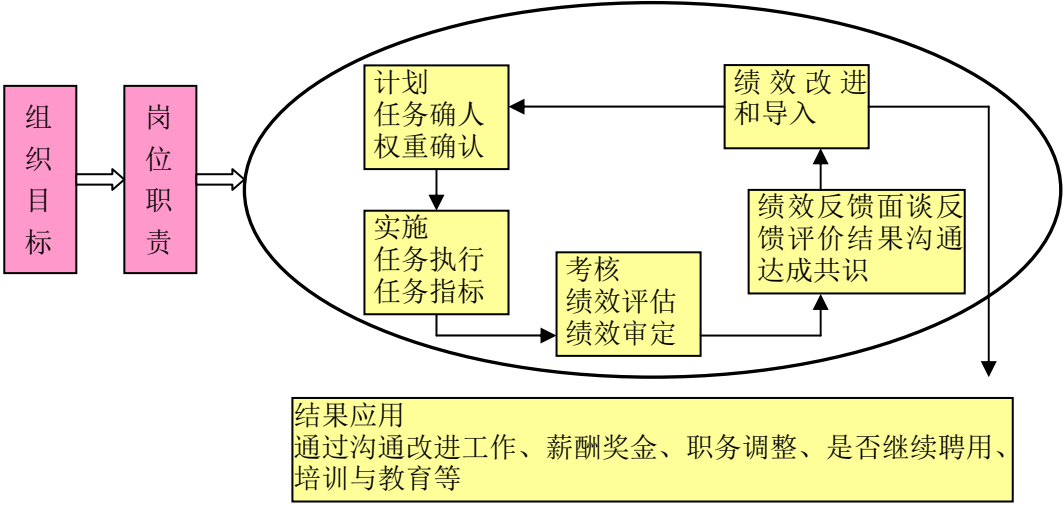 组织目标
岗位职责
计划
任务确人
权重确认
实施
任务执行
任务指标
考核
绩效评估
绩效审定
绩效反馈面谈反
馈评价结果沟通
达成共识
绩效改进
和导入
结果应用
通过沟通改进工作、薪酬奖金、职务调整、是否继续聘用、
培训与教育等